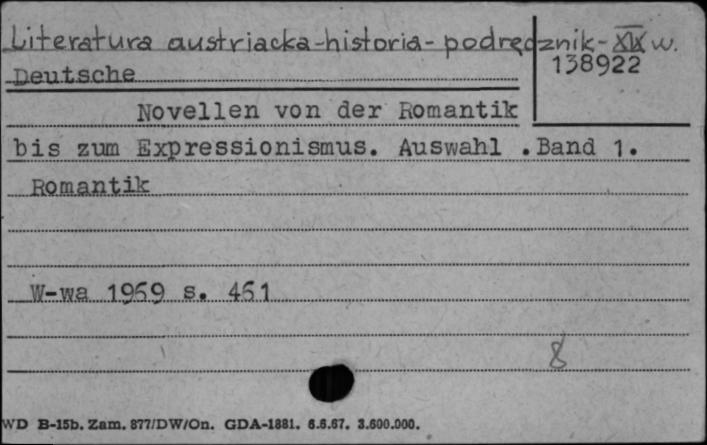 Literatura austriacka-historia-podręcznik-XIX w.
138922
Deutsche
Novellen von der Romantik
bis zum Expressionismus. Auswahl .Band 1.
Romantik
W-wa 1969 s. 461
8
WD B-15b. Zam. 877/DW/On. GDA-1881. 6.6.67. 3.600.000.